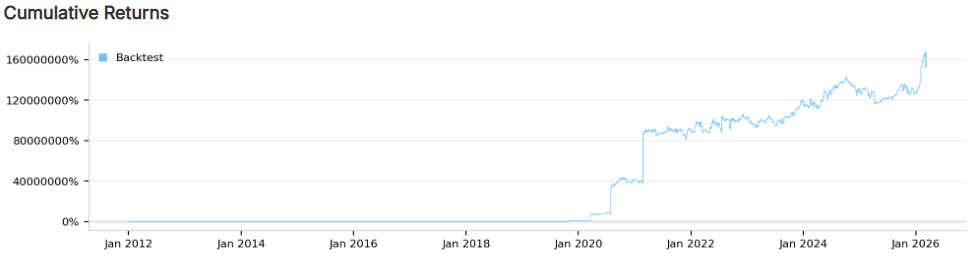 Cumulative Returns
Backtest
160000000%
120000000%
80000000%
40000000%
0%
Jan 2012 Jan 2014 Jan 2016 Jan 2018 Jan 2020 Jan 2022 Jan 2024 Jan 2026